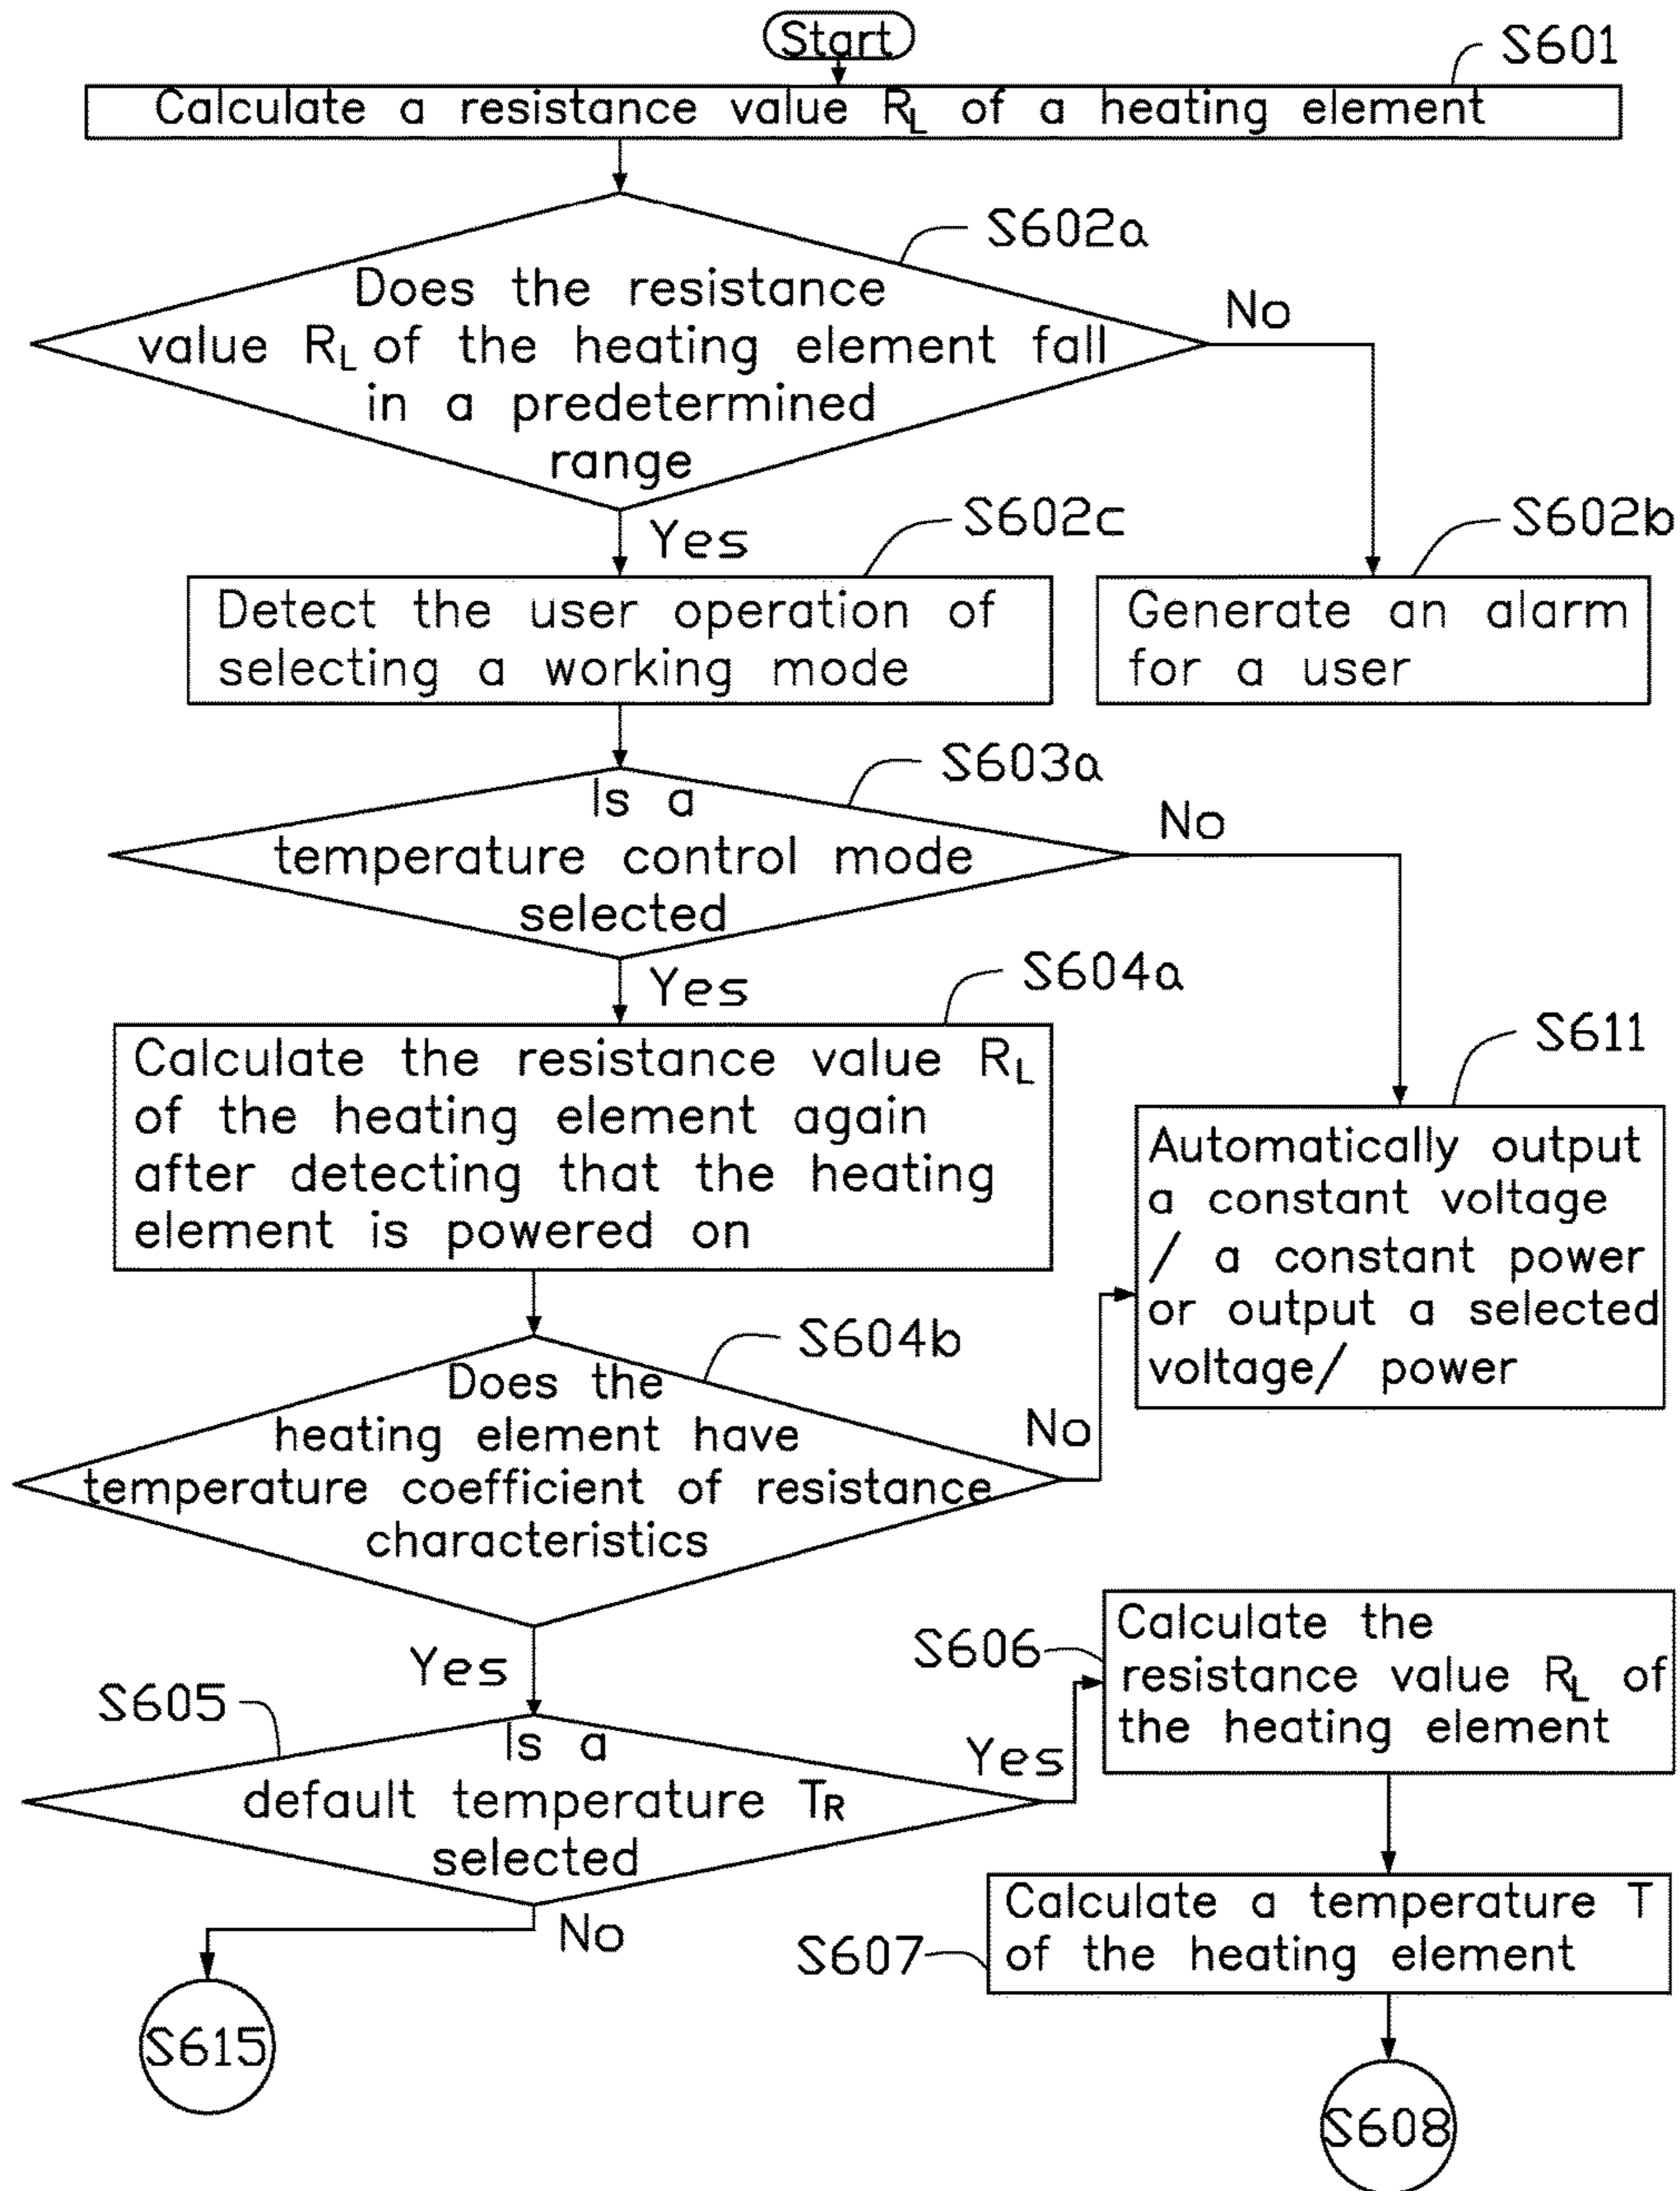 Start
S601
Calculate a resistance value RL of a heating element
S602a
Does the resistance
value RL of the heating element fall
in a predetermined
range
No
Yes
S602c
S602b
Detect the user operation of
selecting a working mode
Generate an alarm
for a user
S603a
Is a
temperature control mode
selected
No
Yes
S604a
Calculate the resistance value RL
of the heating element again
after detecting that the heating
element is powered on
S611
Automatically output
a constant voltage
/ a constant power
or output a selected
voltage/ power
S604b
Does the
heating element have
temperature coefficient of resistance
characteristics
No
Yes
S605
Is a
default temperature TR
selected
Yes
No
S606
Calculate the
resistance value RL of
the heating element
S607
Calculate a temperature T
of the heating element
S615
S608